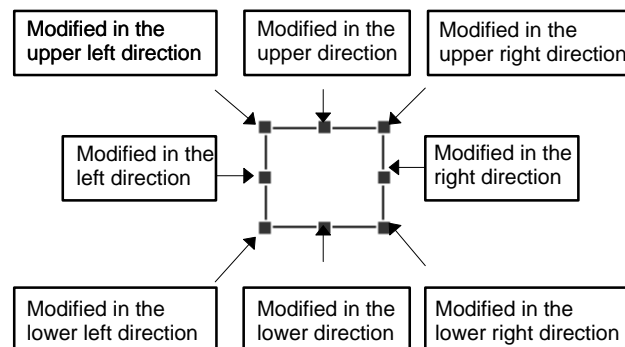 Modified in the
upper left direction
Modified in the
upper direction
Modified in the
upper right direction
Modified in the
left direction
Modified in the
right direction
Modified in the
lower left direction
Modified in the
lower direction
Modified in the
lower right direction